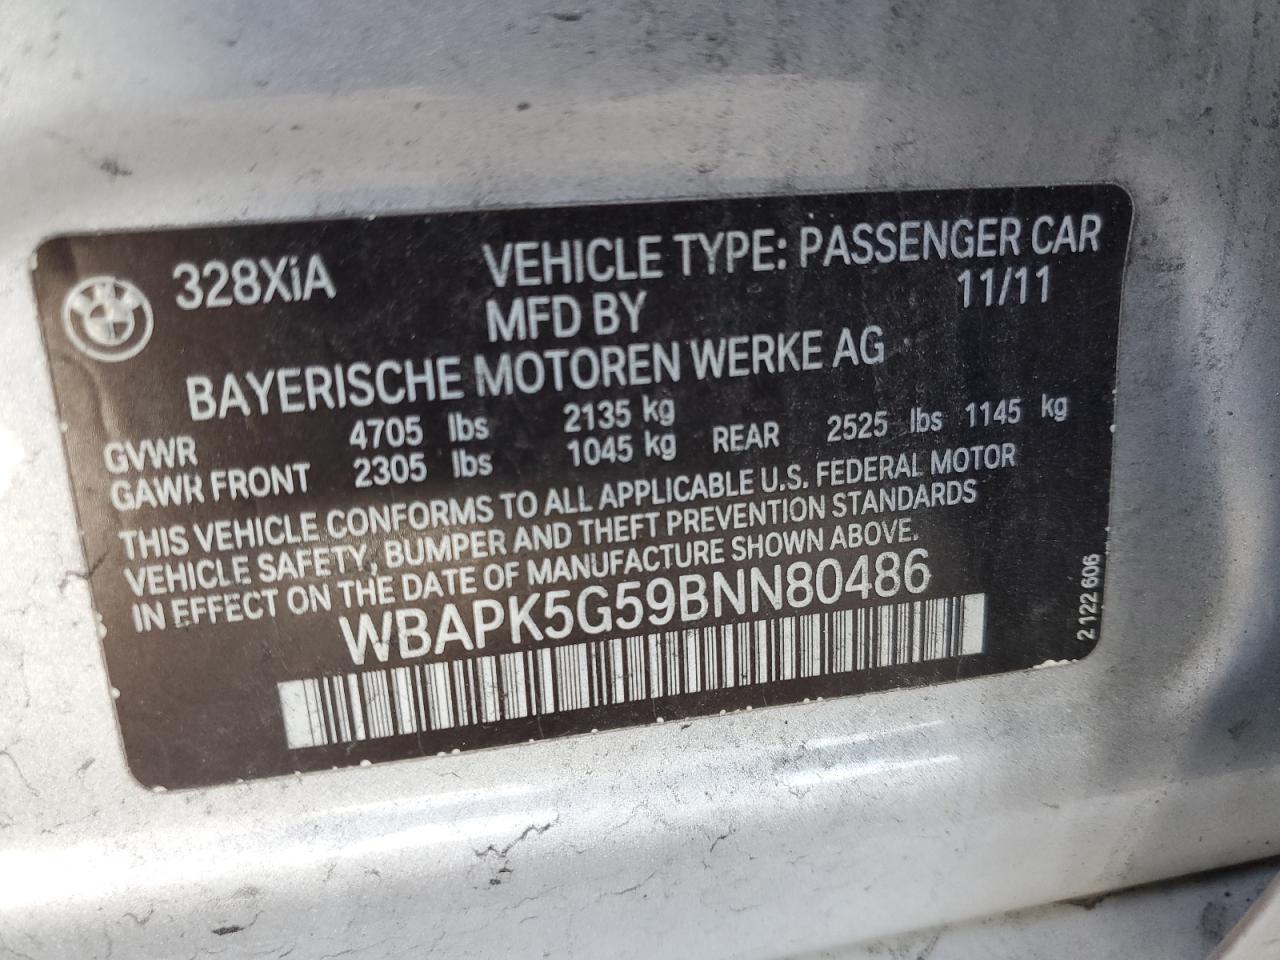 328XiA VEHICLE TYPE: PASSENGER CAR
MFD BY 11/11
BAYERISCHE MOTOREN WERKE AG
GVWR 4705 lbs 2135 kg
GAWR FRONT 2305 lbs 1045 kg REAR 2525 lbs 1145 kg
THIS VEHICLE CONFORMS TO ALL APPLICABLE U.S. FEDERAL MOTOR
VEHICLE SAFETY, BUMPER AND THEFT PREVENTION STANDARDS
IN EFFECT ON THE DATE OF MANUFACTURE SHOWN ABOVE.
WBAPK5G59BNN80486
2 122 606